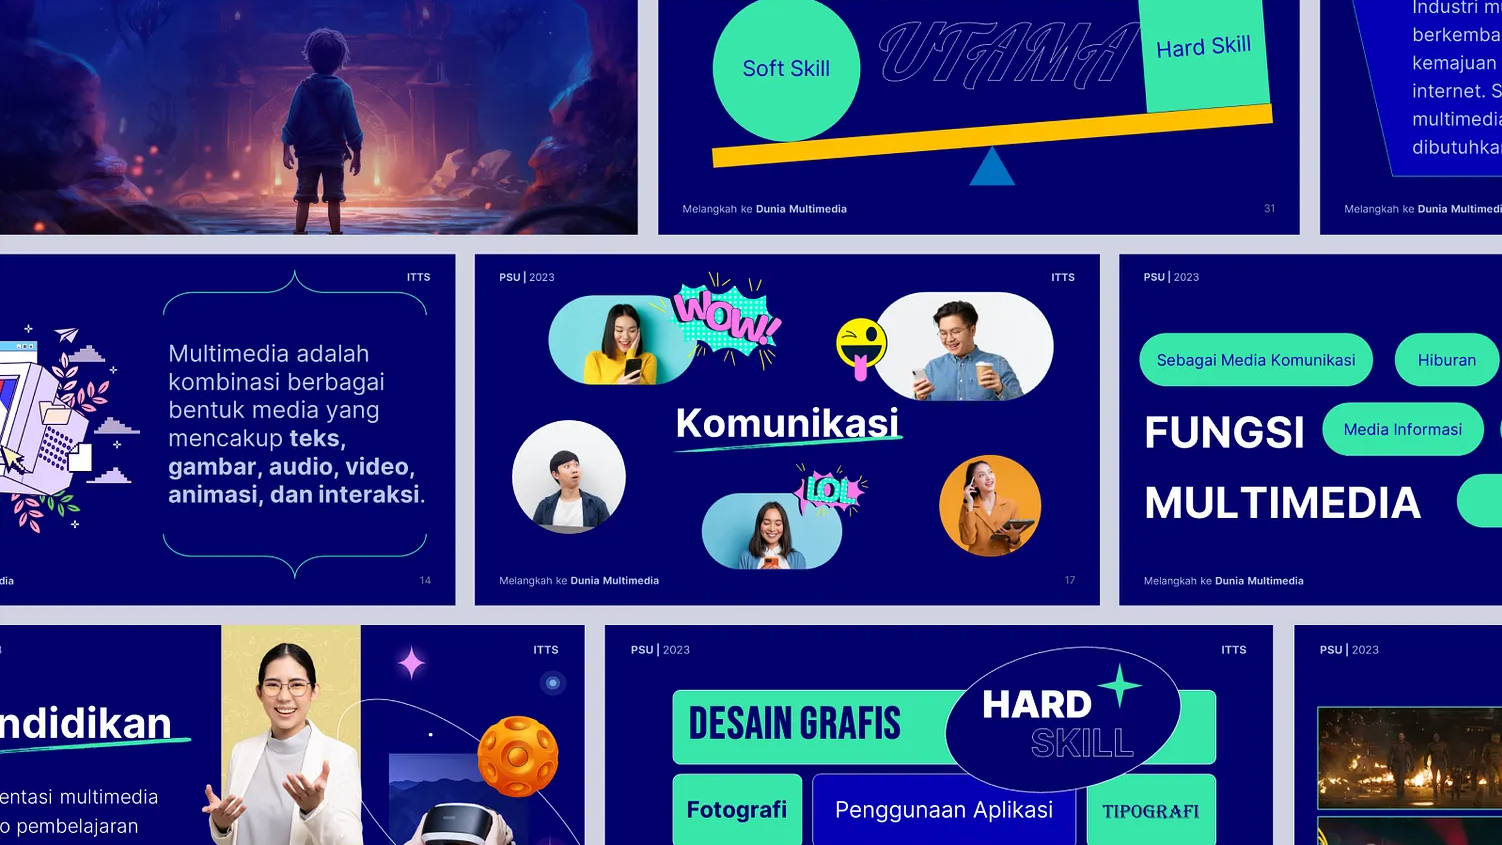 Soft Skill
UTAMA
Hard Skill
Melangkah ke Dunia Multimedia
31
Industri
berkemba
kemajuan
internet. S
multimedia
dibutuhka
Melangkah ke Dunia Multimedi
ITTS
Multimedia adalah
kombinasi berbagai
bentuk media yang
mencakup teks,
gambar, audio, video,
animasi, dan interaksi.
dia
14
PSU | 2023
ITTS
WOW!
Komunikasi
LOL
Melangkah ke Dunia Multimedia
17
PSU | 2023
Sebagai Media Komunikasi
Hiburan
FUNGSI
Media Informasi
MULTIMEDIA
Melangkah ke Dunia Multimedia
ITTS
ndidikan
entasi multimedia
o pembelajaran
PSU | 2023
ITTS
HARD
SKILL
DESAIN GRAFIS
Fotografi
Penggunaan Aplikasi
TIPOGRAFI
PSU | 2023